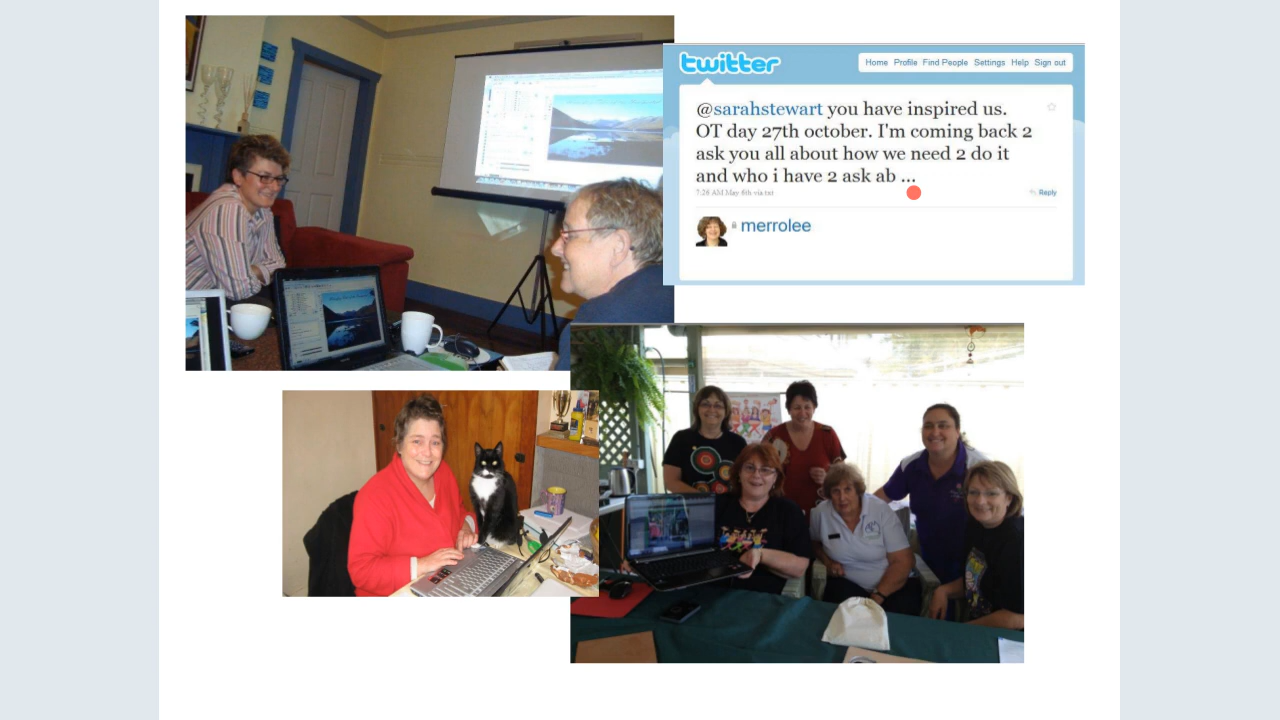 twitter
Home Profile Find People Settings Help Sign out
@sarahstewart you have inspired us.
OT day 27th october. I'm coming back 2
ask you all about how we need 2 do it
and who i have 2 ask ab ...
7:26 AM May 6th via txt
Reply
merrolee